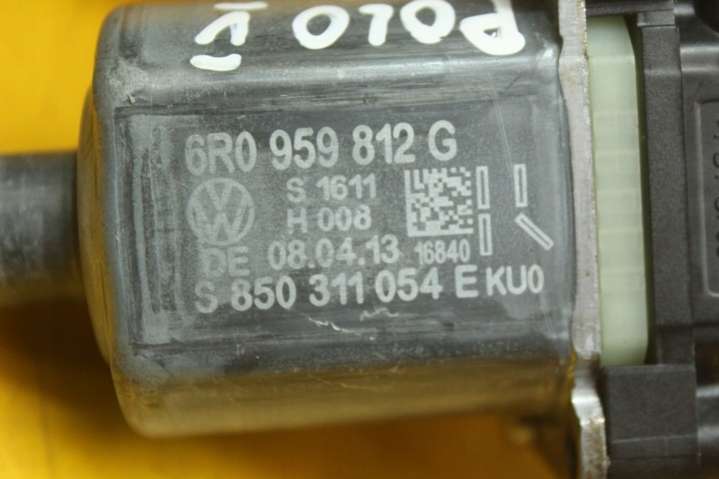 POLO V
6R0 959 812 G
S 1611
H 008
DE 08.04.13 16840
S 850 311 054 E KU0